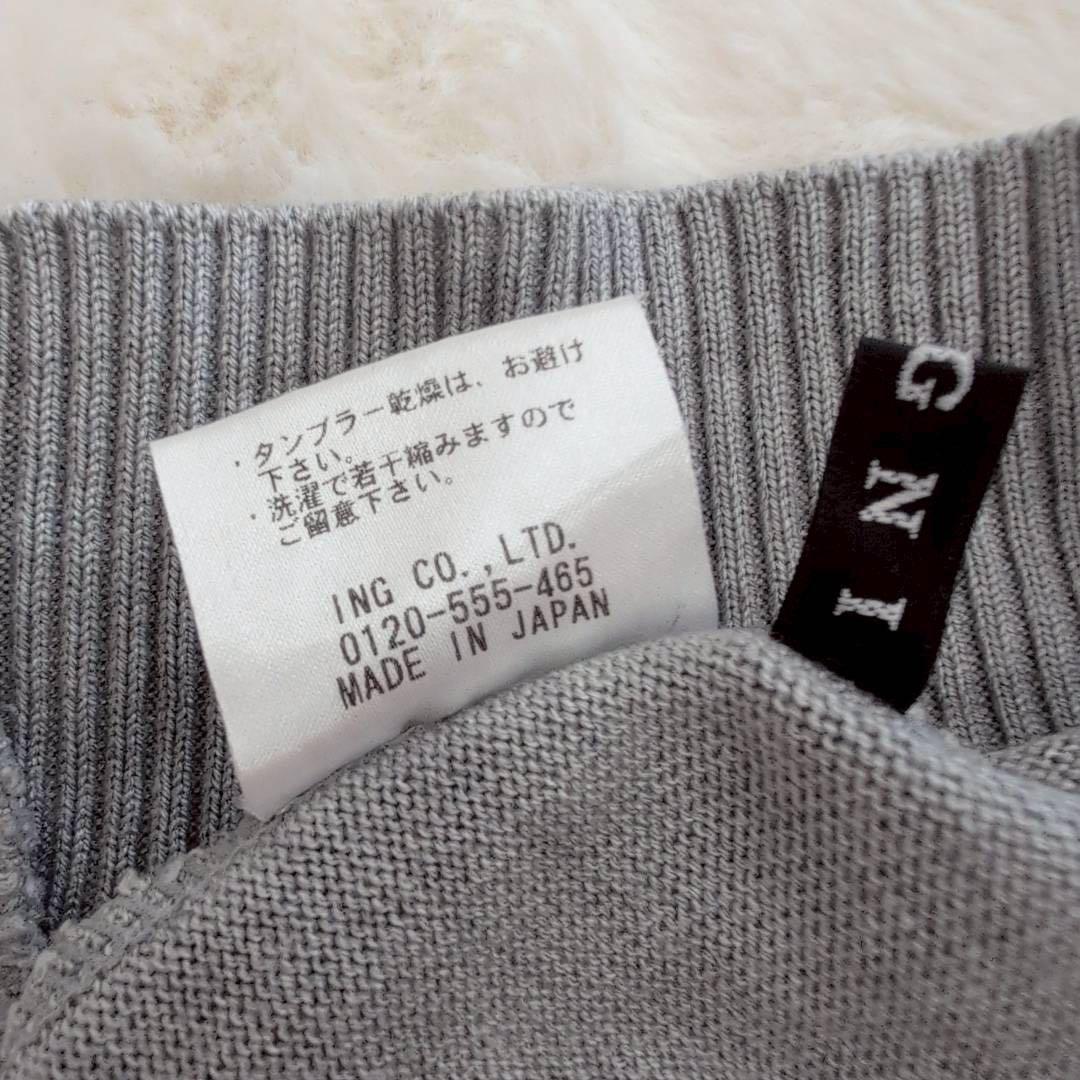 ・タンブラー乾燥は、お避け
下さい。
・洗濯で若干縮みますので
ご留意下さい。
ING CO.,LTD.
0120-555-465
MADE IN JAPAN
G N I